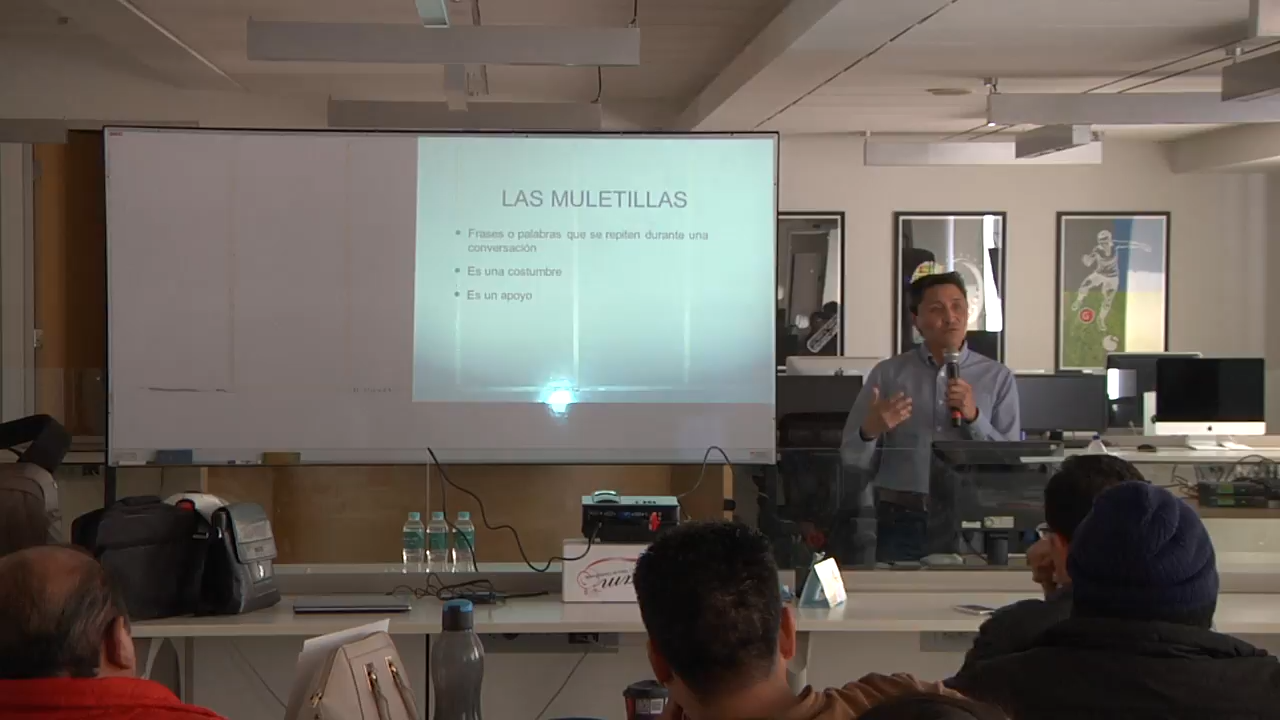 LAS MULETILLAS
• Frases o palabras que se repiten durante una
conversación
• Es una costumbre
• Es un apoyo
G